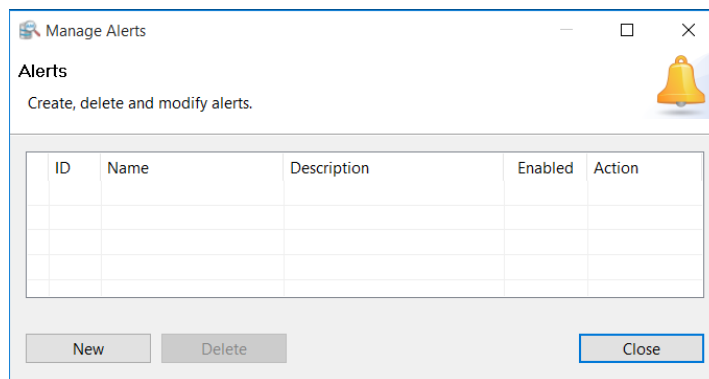 Manage Alerts
Alerts
Create, delete and modify alerts.
ID Name Description Enabled Action
New Delete Close